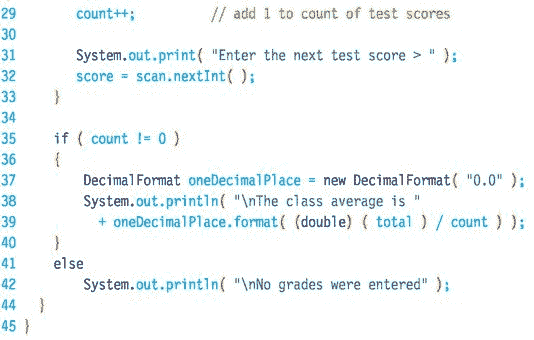 29 count++; // add 1 to count of test scores
30
31 System.out.print( "Enter the next test score > " );
32 score = scan.nextInt( );
33 }
34
35 if ( count != 0 )
36 {
37 DecimalFormat oneDecimalPlace = new DecimalFormat( "0.0" );
38 System.out.println( "\nThe class average is "
39 + oneDecimalPlace.format( (double) ( total ) / count ) );
40 }
41 else
42 System.out.println( "\nNo grades were entered" );
44 }
45 }